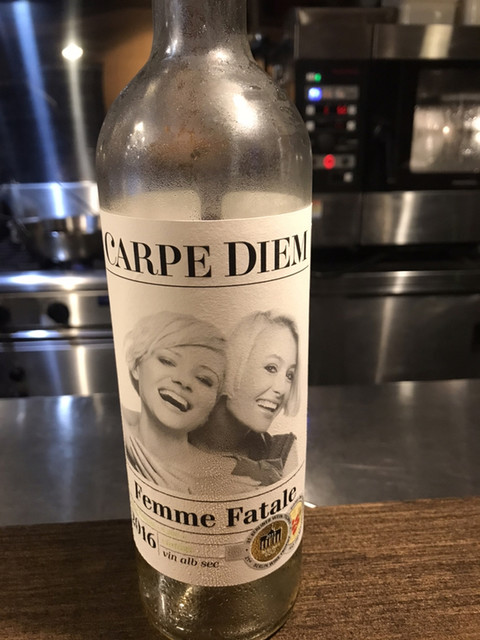 CARPE DIEM
Femme Fatale
2016
vin alb sec